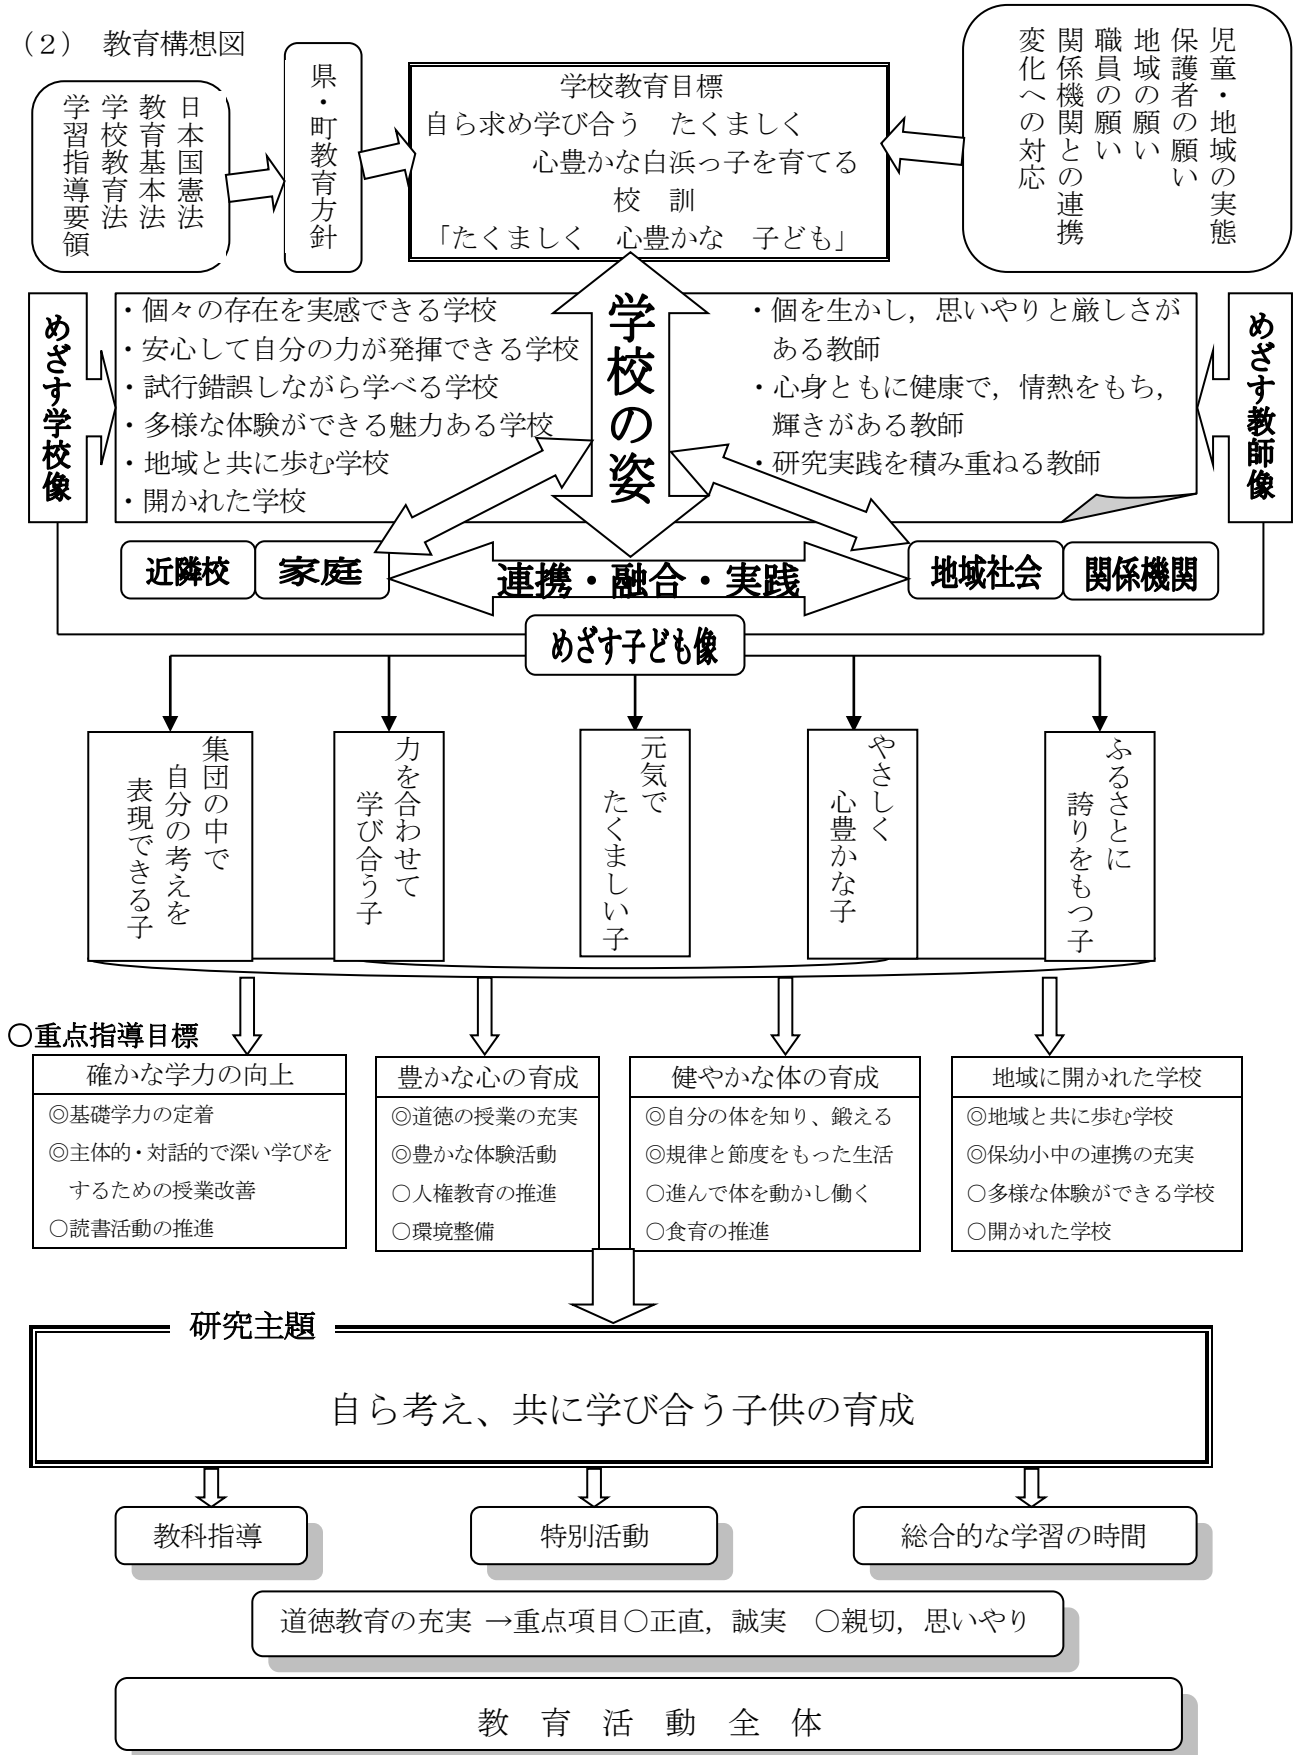 （２） 教育構想図
日本国憲法
教育基本法
学校教育法
学習指導要領
県・町教育方針
学校教育目標
自ら求め学び合う　たくましく
心豊かな白浜っ子を育てる
校　訓
「たくましく　心豊かな　子ども」
児童・地域の実態
保護者の願い
地域の願い
職員の願い
関係機関との連携
変化への対応
めざす学校像
・個々の存在を実感できる学校
・安心して自分の力が発揮できる学校
・試行錯誤しながら学べる学校
・多様な体験ができる魅力ある学校
・地域と共に歩む学校
・開かれた学校
学校の姿
・個を生かし，思いやりと厳しさが
ある教師
・心身ともに健康で，情熱をもち，
輝きがある教師
・研究実践を積み重ねる教師
めざす教師像
近隣校
家庭
連携・融合・実践
地域社会
関係機関
めざす子ども像
集団の中で
自分の考えを
表現できる子
力を合わせて
学び合う子
元気で
たくましい子
やさしく
心豊かな子
ふるさとに
誇りをもつ子
○重点指導目標
確かな学力の向上
◎基礎学力の定着
◎主体的・対話的で深い学びを
するための授業改善
○読書活動の推進
豊かな心の育成
◎道徳の授業の充実
◎豊かな体験活動
○人権教育の推進
○環境整備
健やかな体の育成
◎自分の体を知り、鍛える
◎規律と節度をもった生活
○進んで体を動かし働く
○食育の推進
地域に開かれた学校
◎地域と共に歩む学校
◎保幼小中の連携の充実
○多様な体験ができる学校
○開かれた学校
研究主題
自ら考え、共に学び合う子供の育成
教科指導
特別活動
総合的な学習の時間
道徳教育の充実 →重点項目○正直，誠実　○親切，思いやり
教　育　活　動　全　体